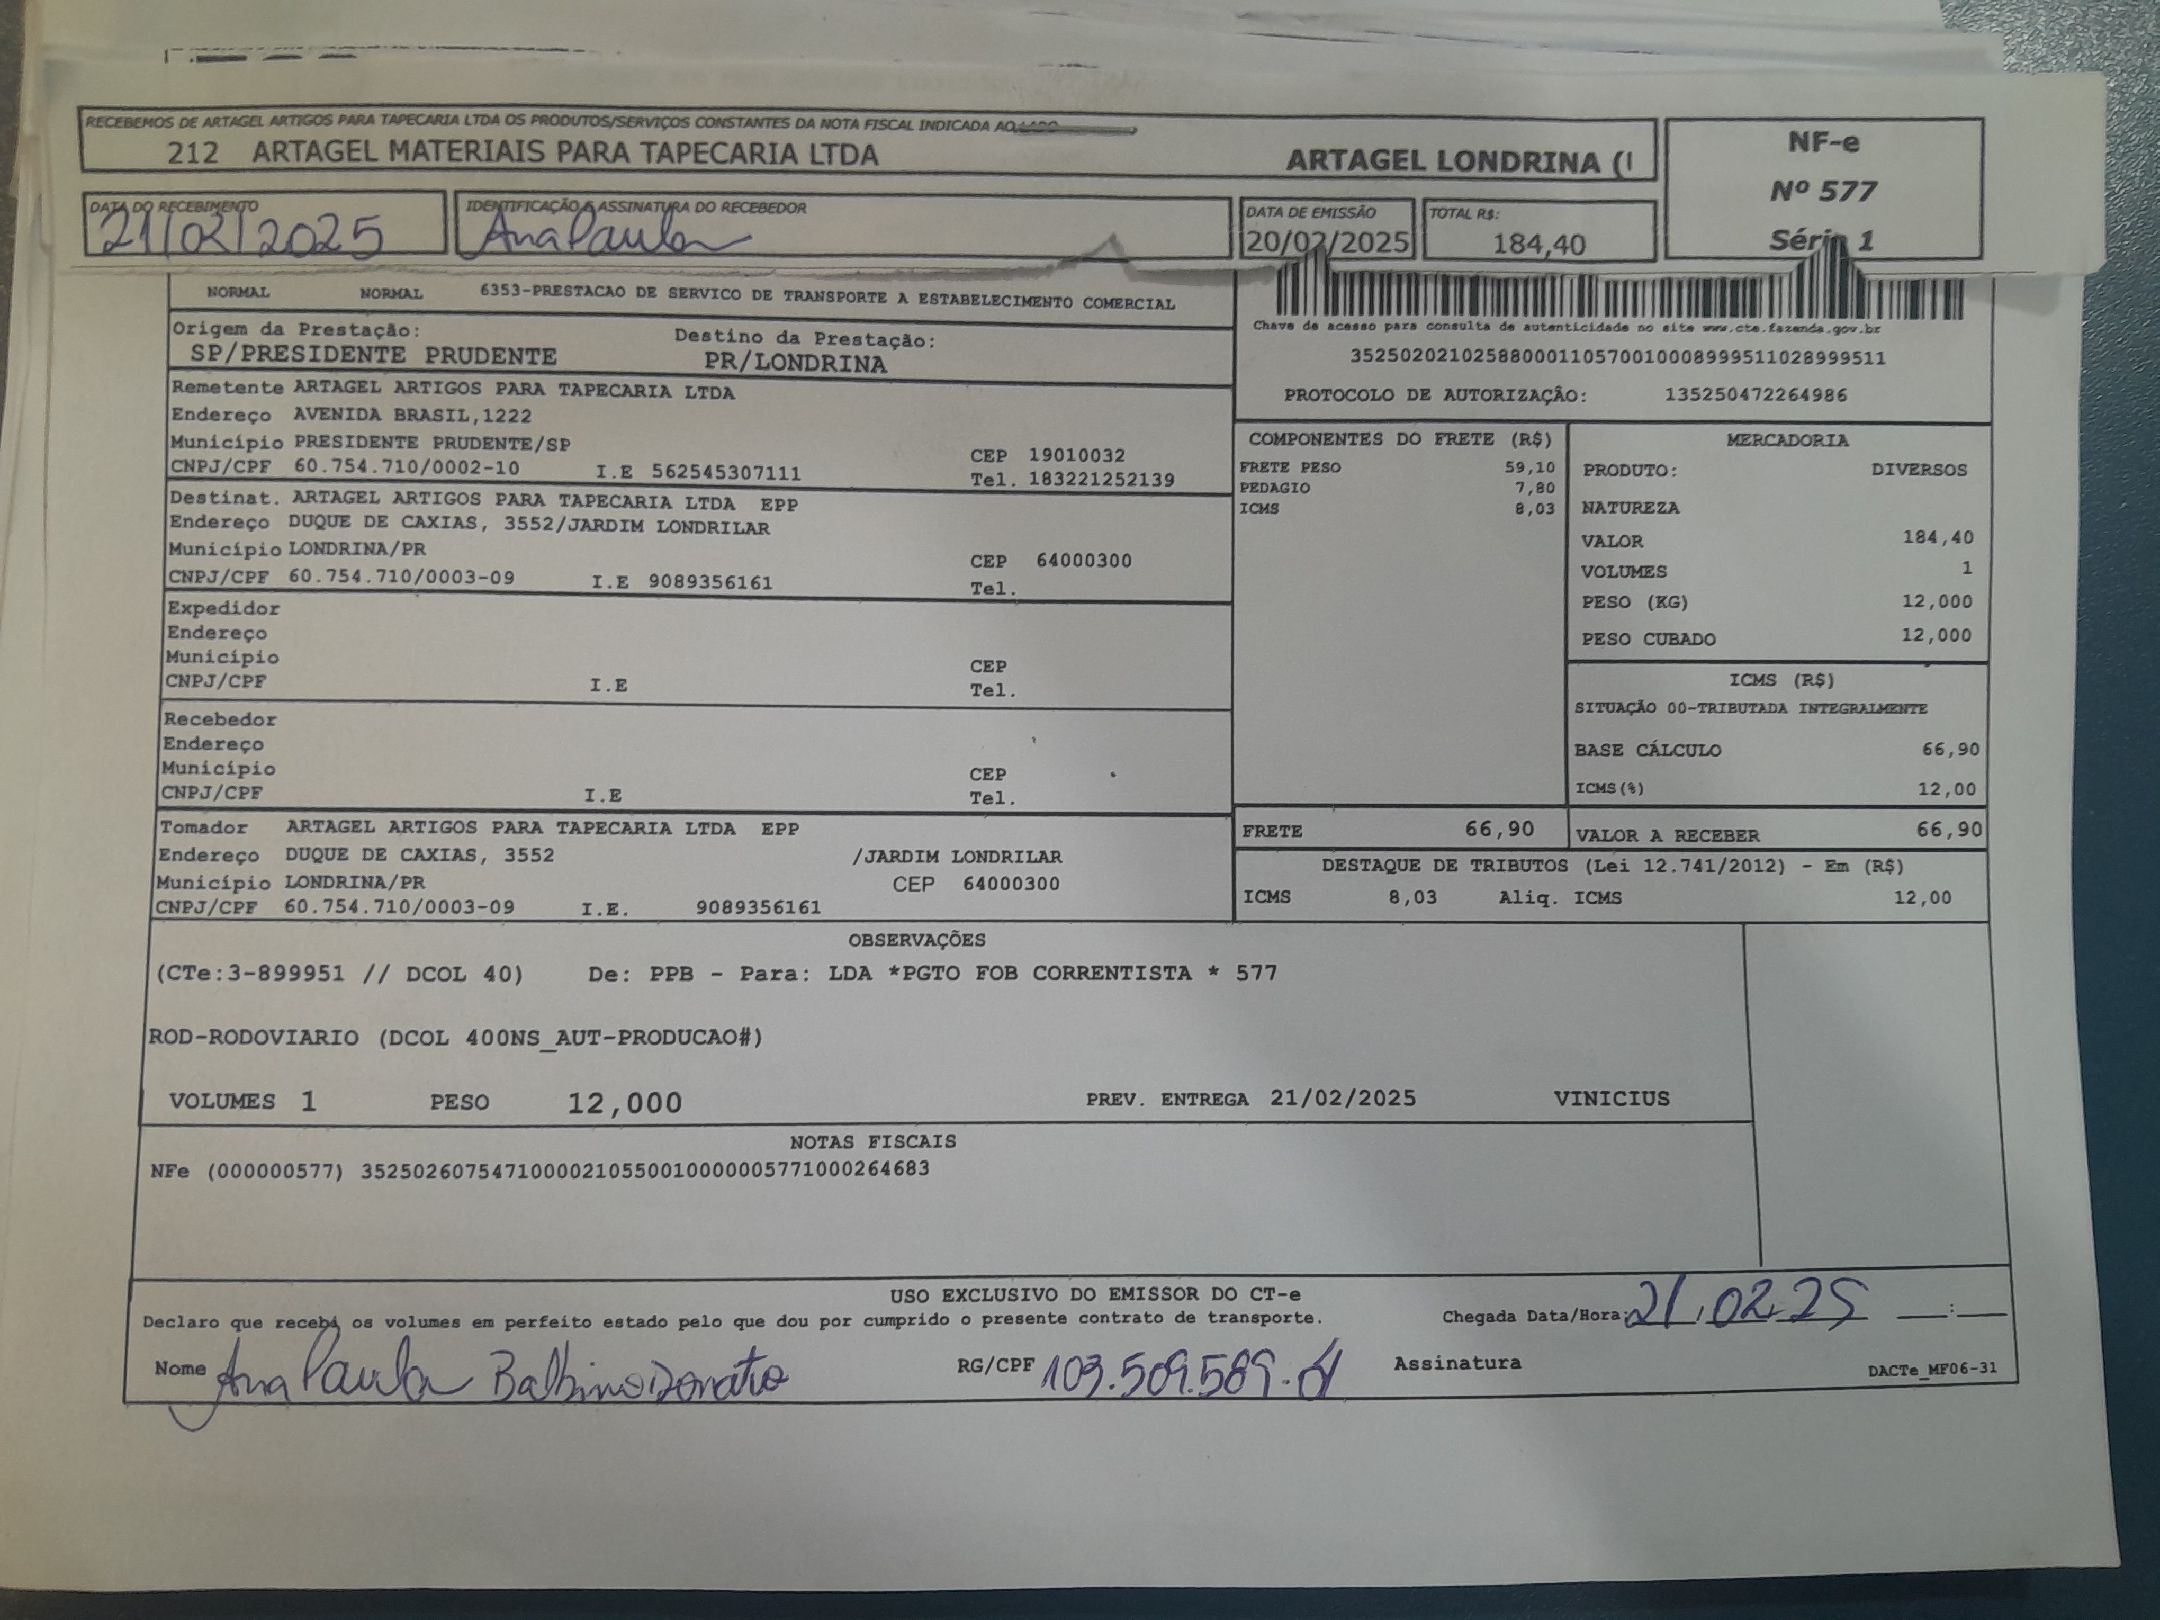 RECEBEMOS DE ARTAGEL ARTIGOS PARA TAPECARIA LTDA OS PRODUTOS/SERVIÇOS CONSTANTES DA NOTA FISCAL INDICADA AO LADO
212 ARTAGEL MATERIAIS PARA TAPECARIA LTDA ARTAGEL LONDRINA (
NF-e
Nº 577
Série 1
DATA DO RECEBIMENTO
21/02/2025
IDENTIFICAÇÃO E ASSINATURA DO RECEBEDOR
Ana Paula
DATA DE EMISSÃO
20/02/2025
TOTAL R$:
184,40
NORMAL NORMAL 6353-PRESTACAO DE SERVICO DE TRANSPORTE A ESTABELECIMENTO COMERCIAL
Origem da Prestação: Destino da Prestação:
SP/PRESIDENTE PRUDENTE PR/LONDRINA
Chave de acesso para consulta de autenticidade no site www.cte.fazenda.gov.br
35250202102588000110570010008999511028999511
PROTOCOLO DE AUTORIZAÇÃO: 135250472264986
Remetente ARTAGEL ARTIGOS PARA TAPECARIA LTDA
Endereço AVENIDA BRASIL,1222
Município PRESIDENTE PRUDENTE/SP CEP 19010032
CNPJ/CPF 60.754.710/0002-10 I.E 562545307111 Tel. 183221252139
Destinat. ARTAGEL ARTIGOS PARA TAPECARIA LTDA EPP
Endereço DUQUE DE CAXIAS, 3552/JARDIM LONDRILAR
Município LONDRINA/PR CEP 64000300
CNPJ/CPF 60.754.710/0003-09 I.E 9089356161 Tel.
Expedidor
Endereço
Município CEP
CNPJ/CPF I.E Tel.
Recebedor
Endereço
Município CEP
CNPJ/CPF I.E Tel.
Tomador ARTAGEL ARTIGOS PARA TAPECARIA LTDA EPP
Endereço DUQUE DE CAXIAS, 3552 /JARDIM LONDRILAR
Município LONDRINA/PR CEP 64000300
CNPJ/CPF 60.754.710/0003-09 I.E. 9089356161
COMPONENTES DO FRETE (R$)
FRETE PESO 59,10
PEDAGIO 7,80
ICMS 8,03
MERCADORIA
PRODUTO: DIVERSOS
NATUREZA
VALOR 184,40
VOLUMES 1
PESO (KG) 12,000
PESO CUBADO 12,000
ICMS (R$)
SITUAÇÃO 00-TRIBUTADA INTEGRALMENTE
BASE CÁLCULO 66,90
ICMS(%) 12,00
FRETE 66,90 VALOR A RECEBER 66,90
DESTAQUE DE TRIBUTOS (Lei 12.741/2012) - Em (R$)
ICMS 8,03 Aliq. ICMS 12,00
OBSERVAÇÕES
(CTe:3-899951 // DCOL 40) De: PPB - Para: LDA *PGTO FOB CORRENTISTA * 577
ROD-RODOVIARIO (DCOL 400NS_AUT-PRODUCAO#)
VOLUMES 1 PESO 12,000 PREV. ENTREGA 21/02/2025 VINICIUS
NOTAS FISCAIS
NFe (000000577) 35250260754710000210550010000005771000264683
USO EXCLUSIVO DO EMISSOR DO CT-e
Declaro que recebi os volumes em perfeito estado pelo que dou por cumprido o presente contrato de transporte. Chegada Data/Hora: 21.02.25 __:__
Nome Ana Paula Balbino Donato RG/CPF 103.509.589. Assinatura DACTe_MF06-31